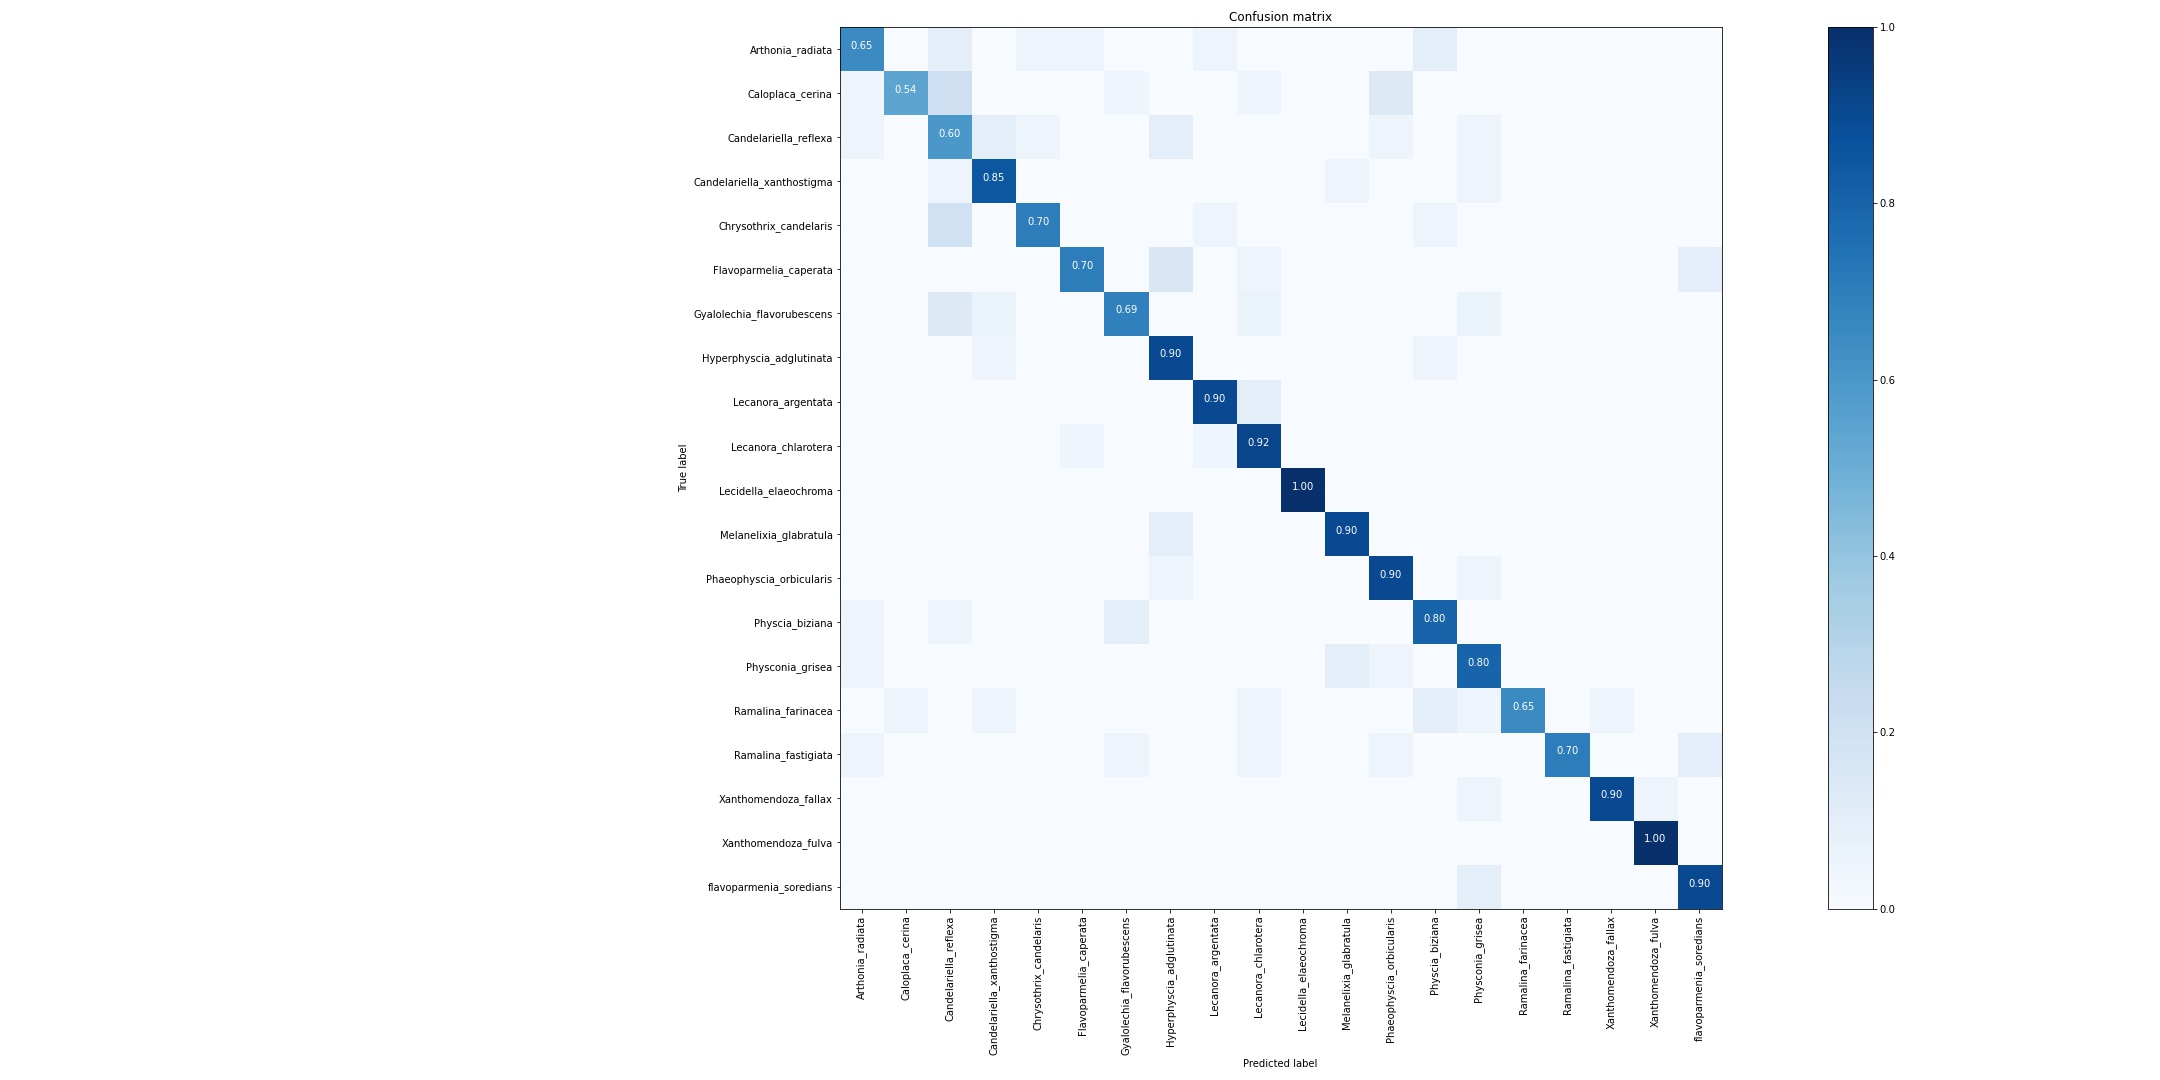 Confusion matrix
True label
Arthonia_radiata
Caloplaca_cerina
Candelariella_reflexa
Candelariella_xanthostigma
Chrysothrix_candelaris
Flavoparmelia_caperata
Gyalolechia_flavorubescens
Hyperphyscia_adglutinata
Lecanora_argentata
Lecanora_chlarotera
Lecidella_elaeochroma
Melanelixia_glabratula
Phaeophyscia_orbicularis
Physcia_biziana
Physconia_grisea
Ramalina_farinacea
Ramalina_fastigiata
Xanthomendoza_fallax
Xanthomendoza_fulva
flavoparmenia_soredians
0.65
0.54
0.60
0.85
0.70
0.70
0.69
0.90
0.90
0.92
1.00
0.90
0.90
0.80
0.80
0.65
0.70
0.90
1.00
0.90
Arthonia_radiata
Caloplaca_cerina
Candelariella_reflexa
Candelariella_xanthostigma
Chrysothrix_candelaris
Flavoparmelia_caperata
Gyalolechia_flavorubescens
Hyperphyscia_adglutinata
Lecanora_argentata
Lecanora_chlarotera
Lecidella_elaeochroma
Melanelixia_glabratula
Phaeophyscia_orbicularis
Physcia_biziana
Physconia_grisea
Ramalina_farinacea
Ramalina_fastigiata
Xanthomendoza_fallax
Xanthomendoza_fulva
flavoparmenia_soredians
Predicted label
1.0
0.8
0.6
0.4
0.2
0.0